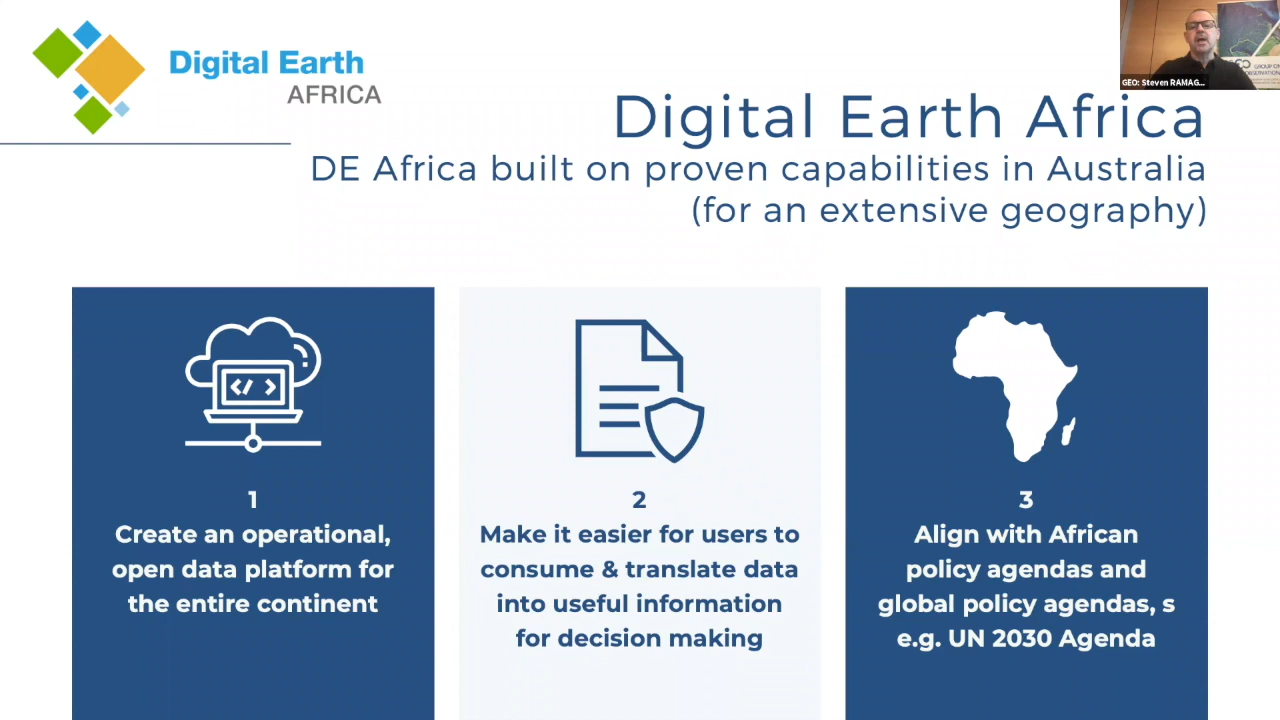 Digital Earth
AFRICA
GEO: Steven RAMAG...
Digital Earth Africa
DE Africa built on proven capabilities in Australia
(for an extensive geography)
</>
1
Create an operational,
open data platform for
the entire continent
2
Make it easier for users to
consume & translate data
into useful information
for decision making
3
Align with African
policy agendas and
global policy agendas, s
e.g. UN 2030 Agenda